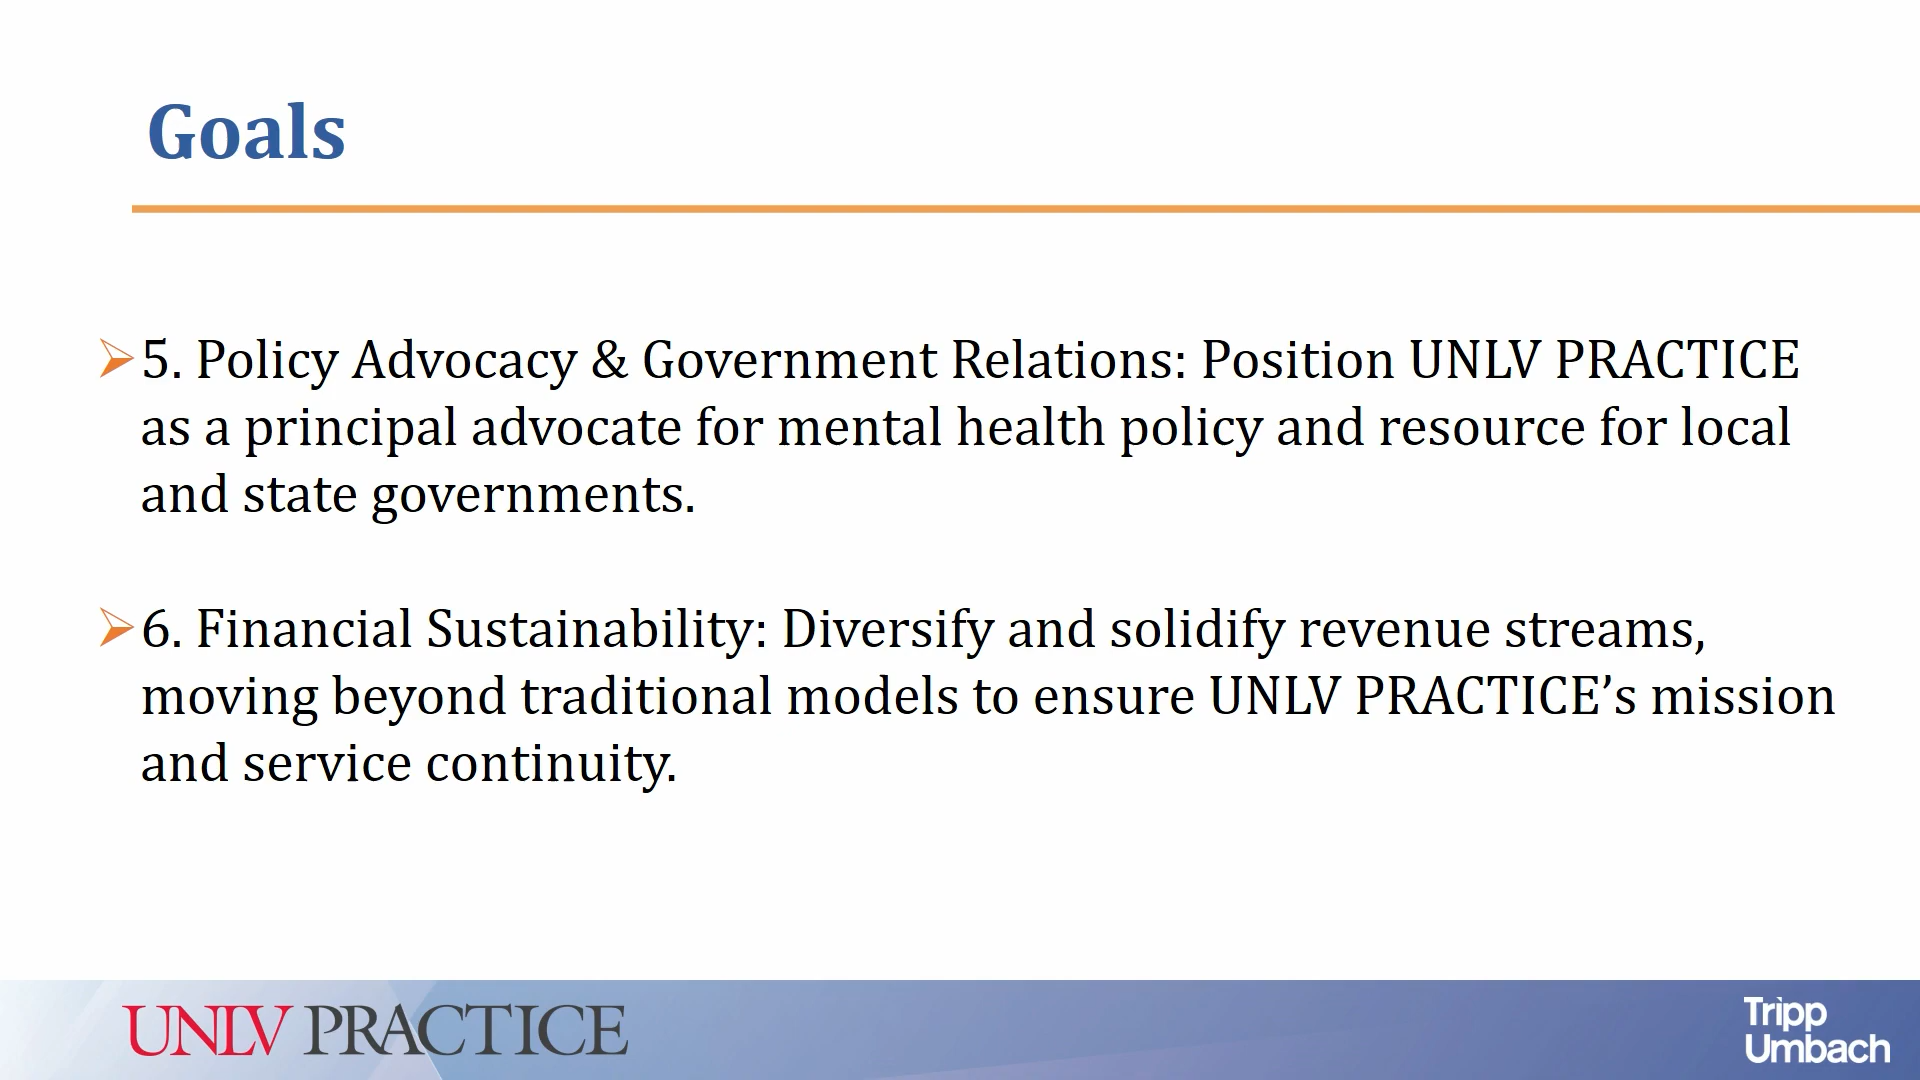 Goals
5. Policy Advocacy & Government Relations: Position UNLV PRACTICE
as a principal advocate for mental health policy and resource for local
and state governments.
6. Financial Sustainability: Diversify and solidify revenue streams,
moving beyond traditional models to ensure UNLV PRACTICE’s mission
and service continuity.
UNLV PRACTICE
Tripp
Umbach